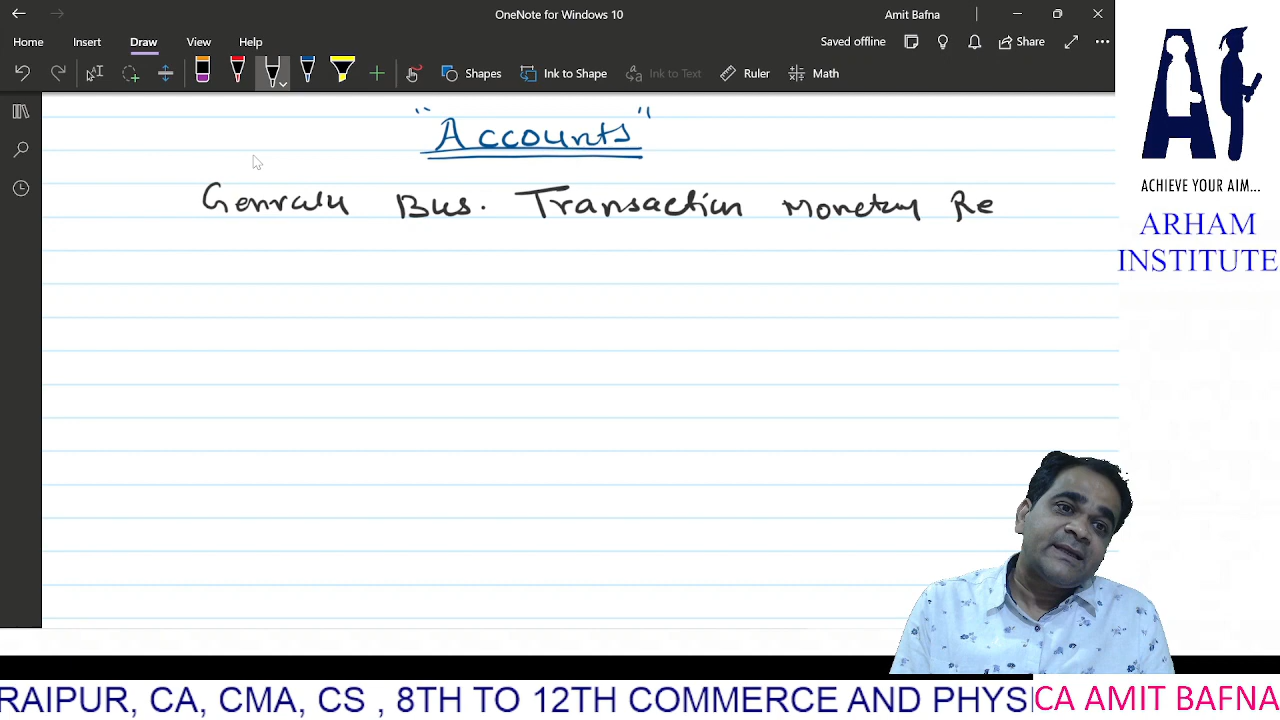 OneNote for Windows 10
Amit Bafna
Home Insert Draw View Help
Saved offline
Share
Shapes
Ink to Shape
Ink to Text
Ruler
Math
"Accounts"
Bus. Transaction Monetary Re
ACHIEVE YOUR AIM...
ARHAM
INSTITUTE
RAIPUR, CA, CMA, CS , 8TH TO 12TH COMMERCE AND PHYSI
CA AMIT BAFNA